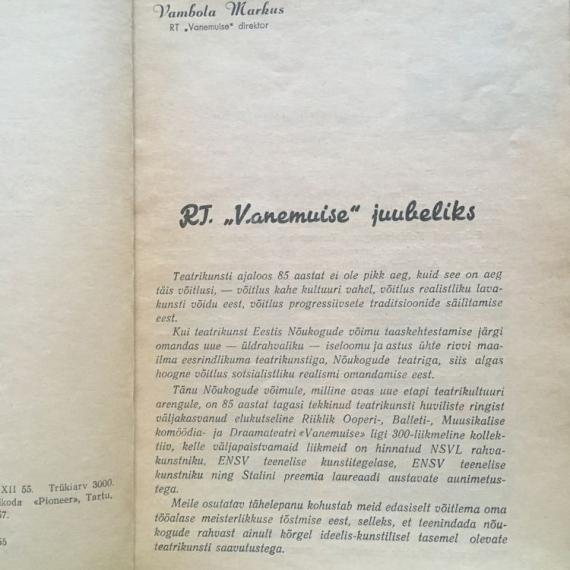 XII 55. Trükiarv 3000.
«Pioneer», Tartu,
Vambola Markus
RT „Vanemuise“ direktor
RT. „Vanemuise“ juubeliks
Teatrikunsti ajaloos 85 aastat ei ole pikk aeg, kuid see on aeg
täis võitlusi, — võitlus kahe kultuuri vahel, võitlus realistliku lava-
kunsti võidu eest, võitlus progressiivsete traditsioonide säilitamise
eest.
Kui teatrikunst Eestis Nõukogude võimu taaskehtestamise järgi
omandas uue — üldrahvaliku — iseloomu ja astus ühte rivvi maa-
ilma eesrindlikuma teatrikunstiga, Nõukogude teatriga, siis algas
hoogne võitlus sotsialistliku realismi omandamise eest.
Tänu Nõukogude võimule, milline avas uue etapi teatrikultuuri
arengule, on 85 aastat tagasi tekkinud teatrikunsti huviliste ringist
väljakasvanud elukutseline Riiklik Ooperi-, Balleti-, Muusikalise
komöödia- ja Draamateatri «Vanemuise» ligi 300-liikmeline kollek-
tiiv, kelle väljapaistvamaid liikmeid on hinnatud NSVL rahva-
kunstniku, ENSV teenelise kunstitegelase, ENSV teenelise
kunstniku ning Stalini preemia laureaadi austavate aunimetus-
tega.
Meile osutatav tähelepanu kohustab meid edasiselt võitlema oma
tööalase meisterlikkuse tõstmise eest, selleks, et teenindada nõu-
kogude rahvast ainult kõrgel ideelis-kunstilisel tasemel olevate
teatrikunsti saavutustega.